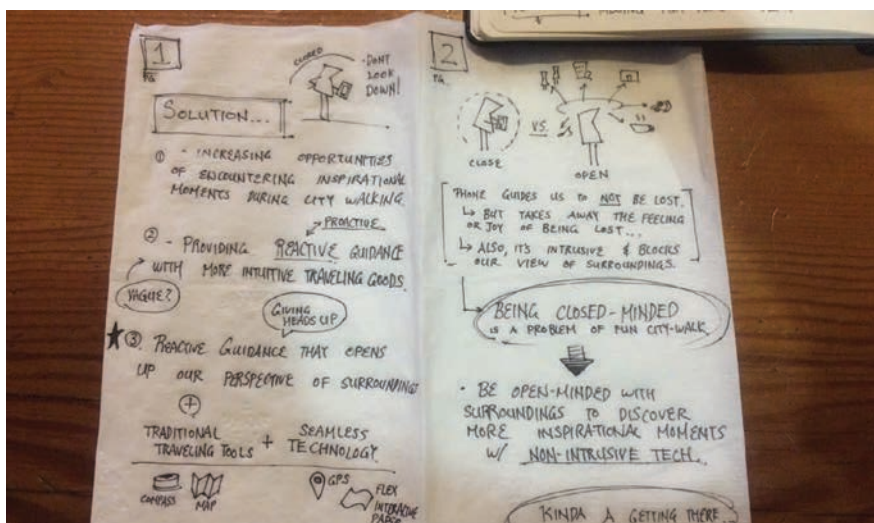 1
PG.
CLOSED
- DONT
LOOK
DOWN!
SOLUTION...
① - INCREASING OPPORTUNITIES
OF ENCOUNTERING INSPIRATIONAL
MOMENTS DURING CITY WALKING.
PROACTIVE
② - PROVIDING REACTIVE GUIDANCE
WITH MORE INTUITIVE TRAVELING GOODS.
VAGUE?
GIVING
HEADS UP
★ ③. REACTIVE GUIDANCE THAT OPENS
UP OUR PERSPECTIVE OF SURROUNDINGS
+
TRADITIONAL
TRAVELING TOOLS + SEAMLESS
TECHNOLOGY.
COMPASS
MAP
GPS
FLEX
INTERACTIVE
PAPER
2
PG.
VS.
CLOSE
OPEN
PHONE GUIDES US TO NOT BE LOST.
↳ BUT TAKES AWAY THE FEELING
OR JOY OF BEING LOST...
↳ ALSO, IT'S INTRUSIVE & BLOCKS
OUR VIEW OF SURROUNDINGS.
BEING CLOSED-MINDED
IS A PROBLEM OF FUN CITY-WALK.
• BE OPEN-MINDED WITH
SURROUNDINGS TO DISCOVER
MORE INSPIRATIONAL MOMENTS
W/ NON-INTRUSIVE TECH.
KINDA A GETTING THERE